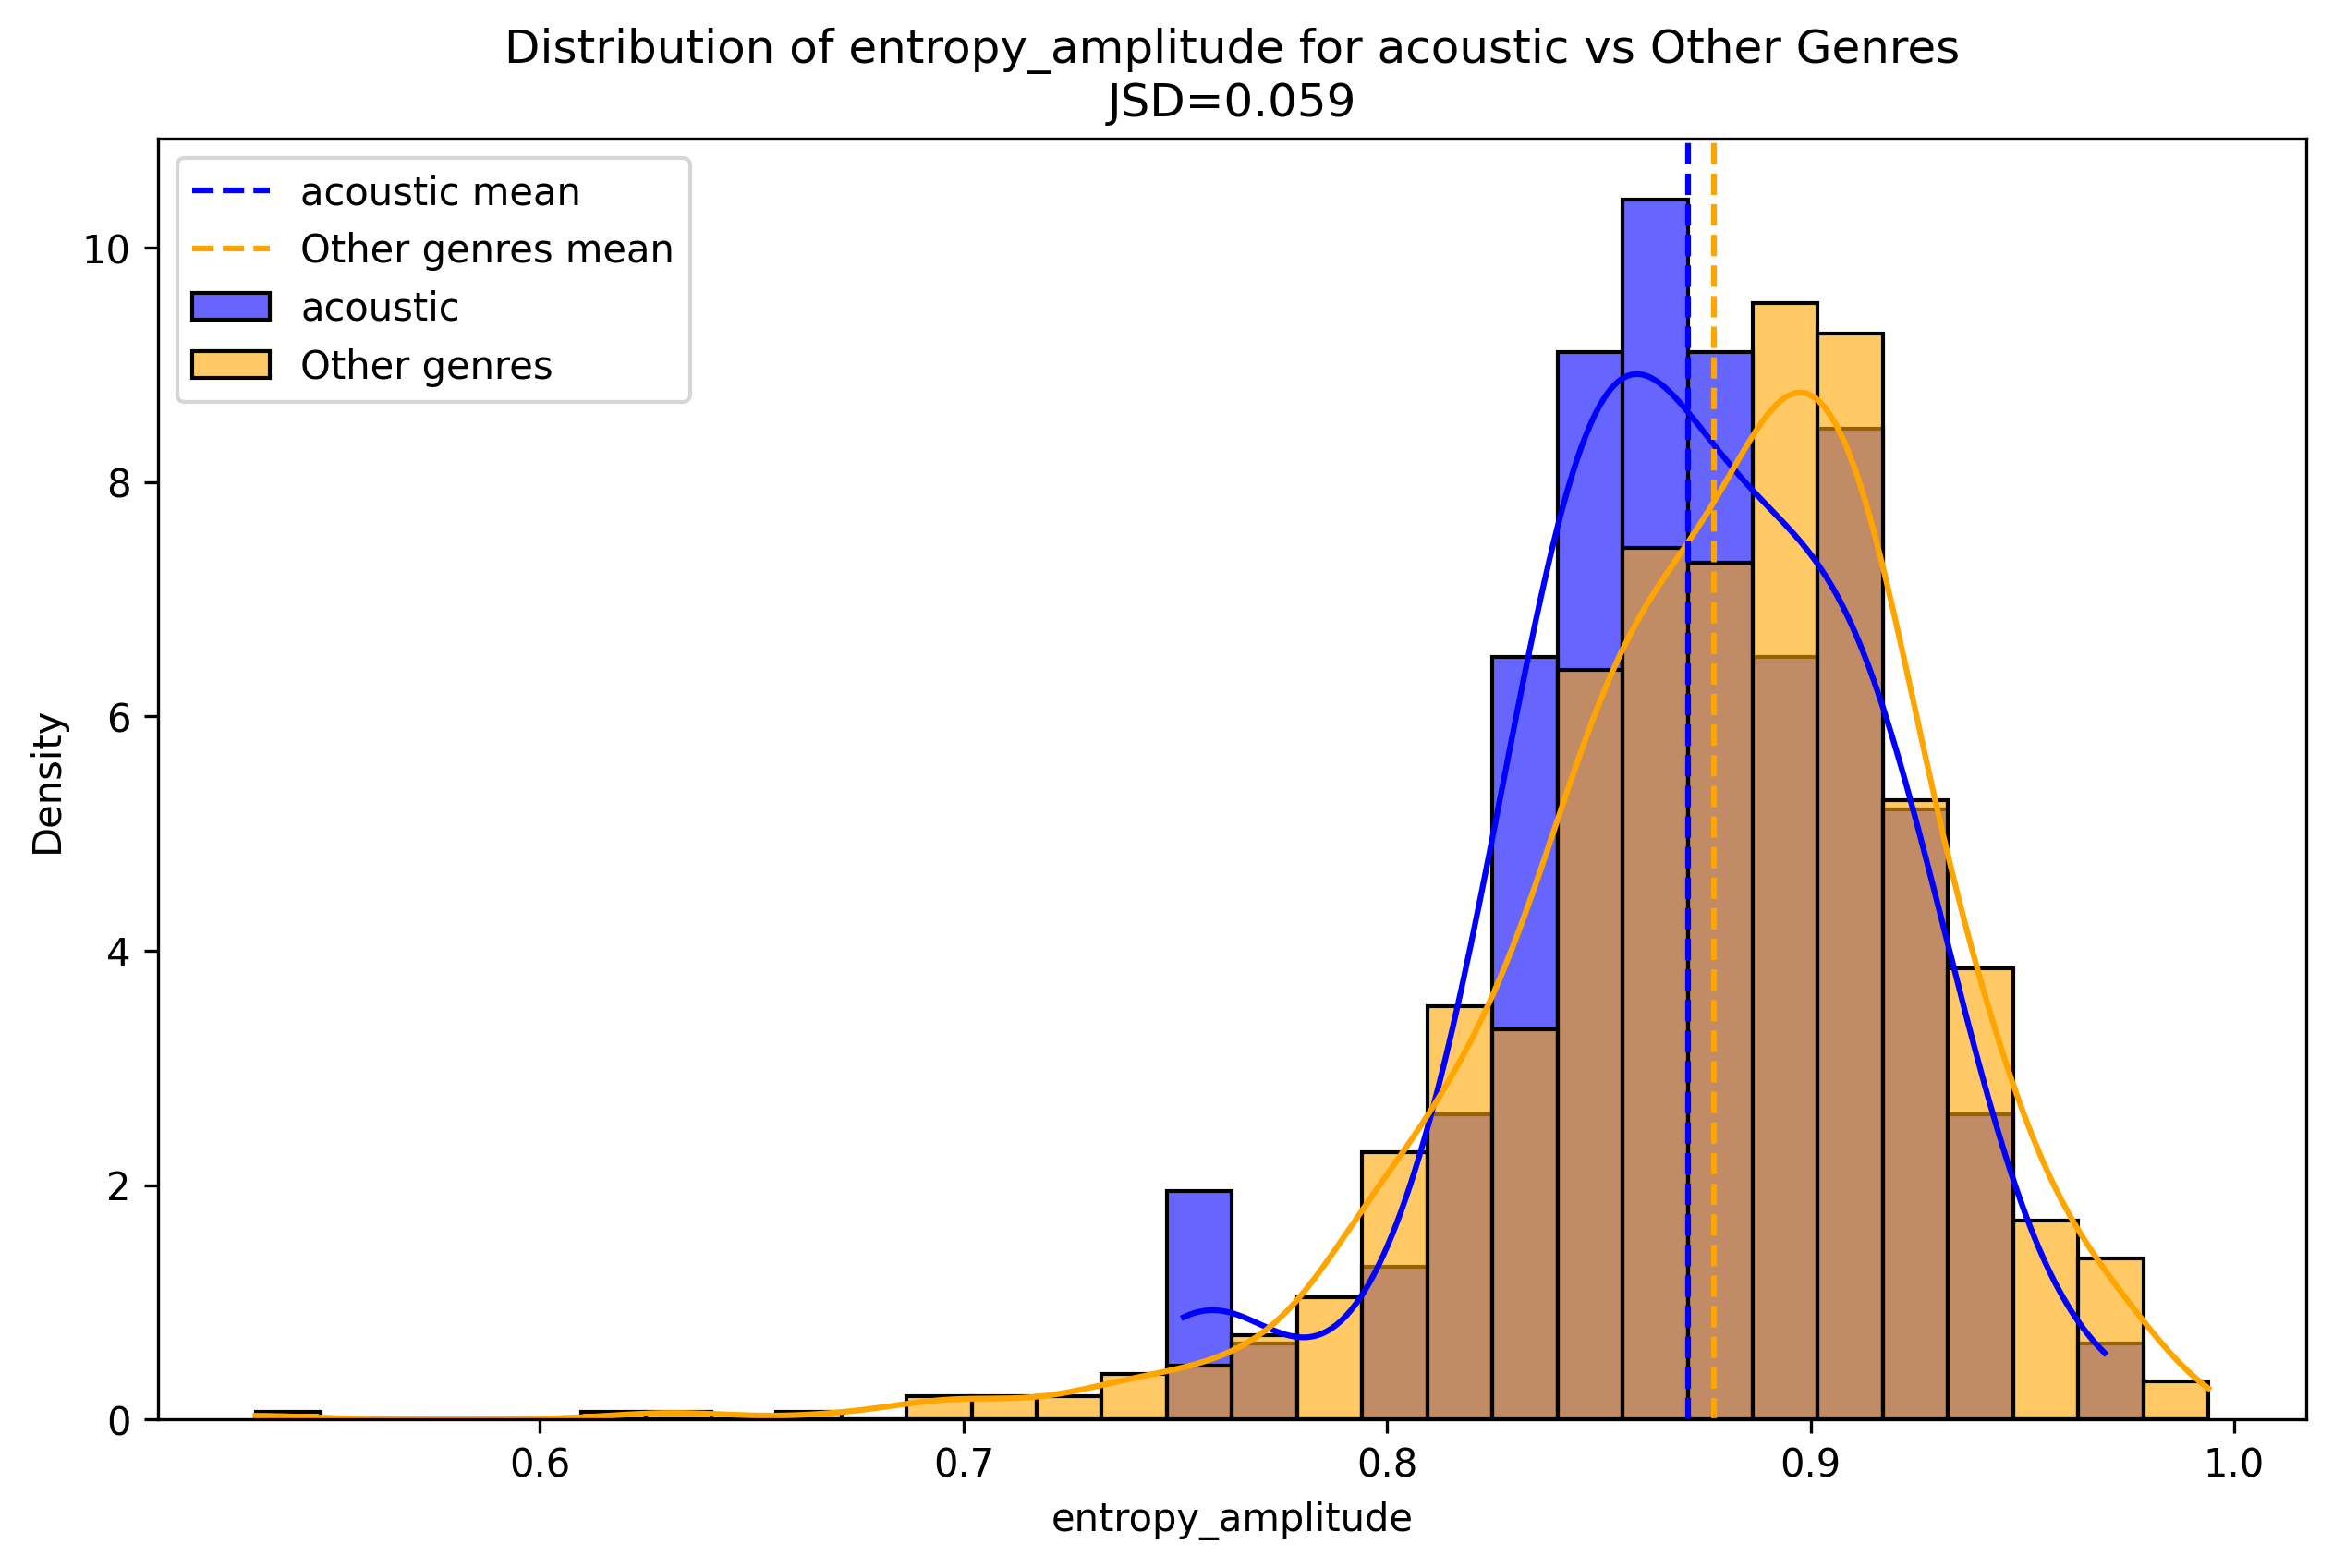 Distribution of entropy_amplitude for acoustic vs Other Genres
JSD=0.059
acoustic mean
Other genres mean
acoustic
Other genres
Density
10
8
6
4
2
0
0.6
0.7
0.8
0.9
1.0
entropy_amplitude